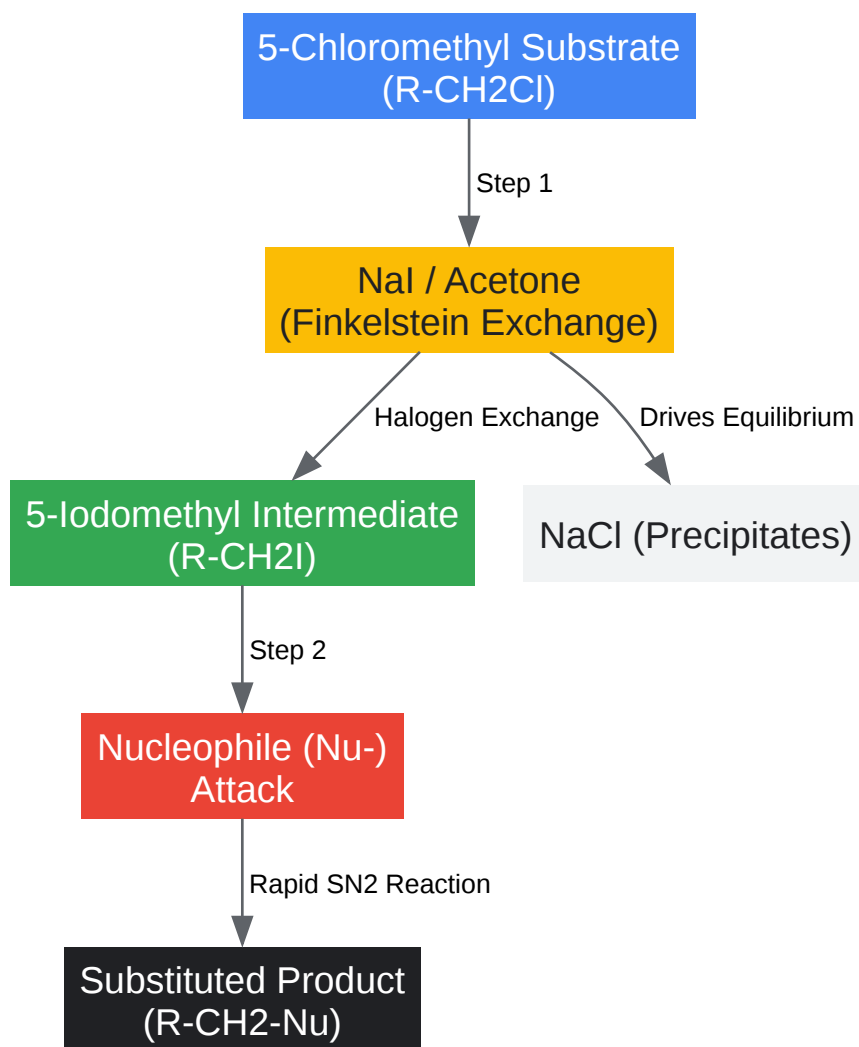 5-Chloromethyl Substrate
(R-CH2Cl)
Step 1
NaI / Acetone
(Finkelstein Exchange)
Halogen Exchange
Drives Equilibrium
5-Iodomethyl Intermediate
(R-CH2I)
NaCl (Precipitates)
Step 2
Nucleophile (Nu-)
Attack
Rapid SN2 Reaction
Substituted Product
(R-CH2-Nu)